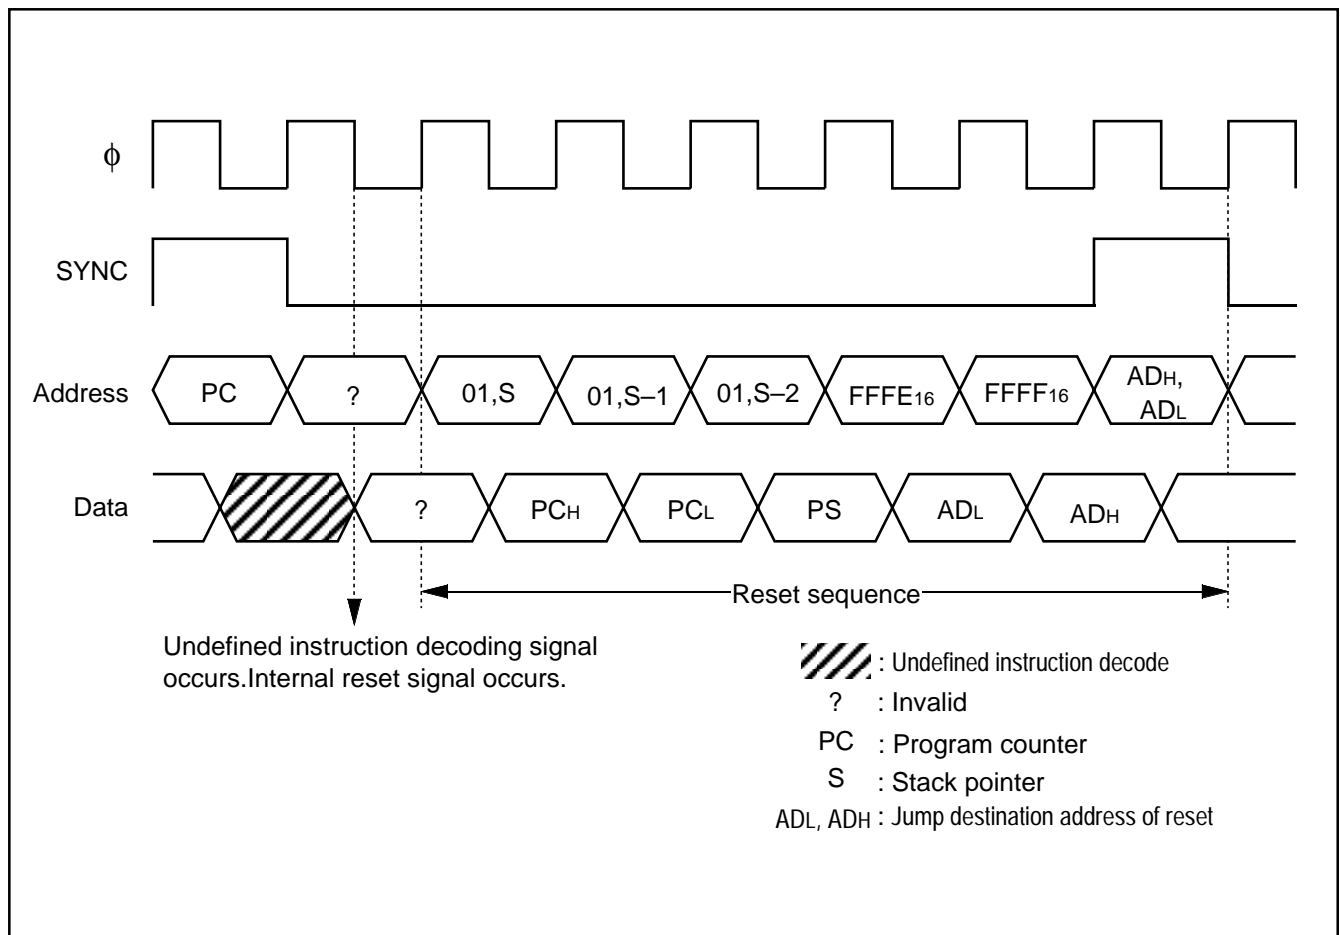 ϕ
SYNC
Address PC ? 01,S 01,S–1 01,S–2 FFFE16 FFFF16 ADH,
ADL
Data ? PCH PCL PS ADL ADH
Reset sequence
Undefined instruction decoding signal
occurs.Internal reset signal occurs.
: Undefined instruction decode
? : Invalid
PC : Program counter
S : Stack pointer
ADL, ADH : Jump destination address of reset